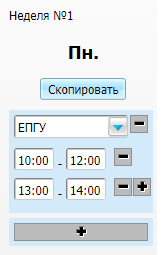 Неделя №1
Пн.
Скопировать
ЕПГУ
10:00 - 12:00
13:00 - 14:00